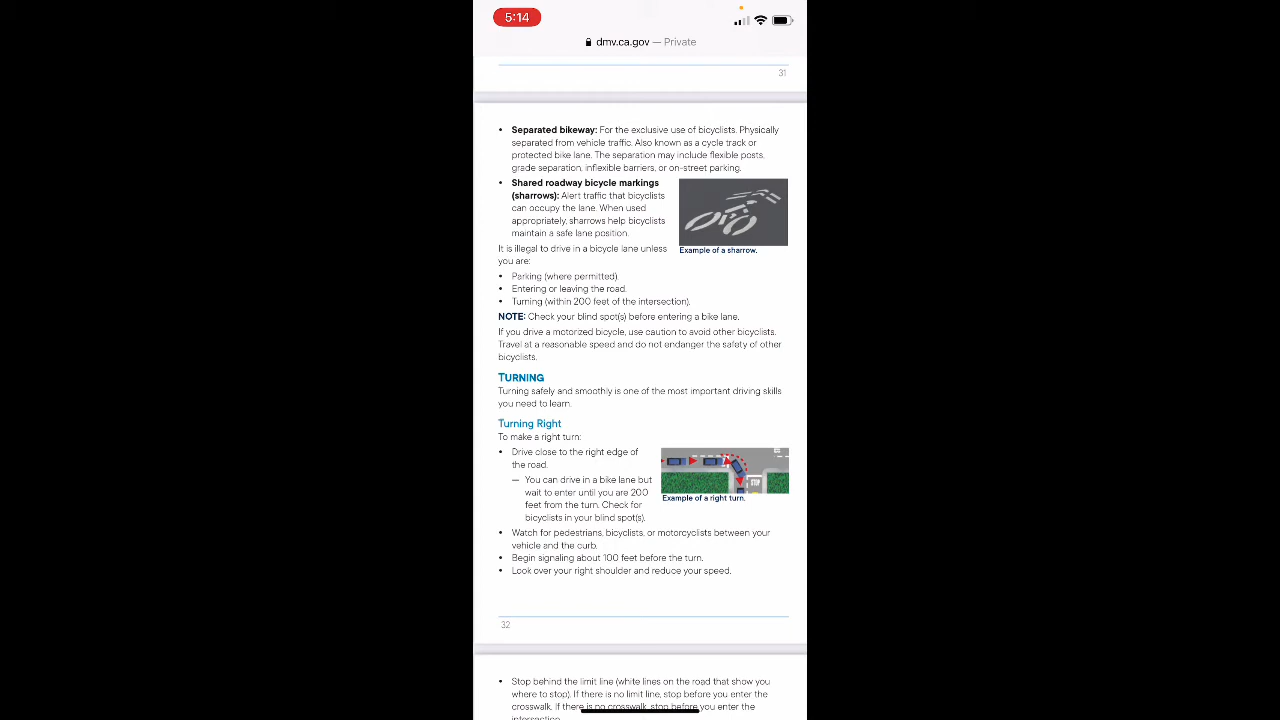 5:14
dmv.ca.gov — Private
31
• Separated bikeway: For the exclusive use of bicyclists. Physically
separated from vehicle traffic. Also known as a cycle track or
protected bike lane. The separation may include flexible posts,
grade separation, inflexible barriers, or on-street parking.
• Shared roadway bicycle markings
(sharrows): Alert traffic that bicyclists
can occupy the lane. When used
appropriately, sharrows help bicyclists
maintain a safe lane position.
Example of a sharrow.
It is illegal to drive in a bicycle lane unless
you are:
• Parking (where permitted).
• Entering or leaving the road.
• Turning (within 200 feet of the intersection).
NOTE: Check your blind spot(s) before entering a bike lane.
If you drive a motorized bicycle, use caution to avoid other bicyclists.
Travel at a reasonable speed and do not endanger the safety of other
bicyclists.
TURNING
Turning safely and smoothly is one of the most important driving skills
you need to learn.
Turning Right
To make a right turn:
• Drive close to the right edge of
the road.
— You can drive in a bike lane but
wait to enter until you are 200
feet from the turn. Check for
bicyclists in your blind spot(s).
STOP
Example of a right turn.
• Watch for pedestrians, bicyclists, or motorcyclists between your
vehicle and the curb.
• Begin signaling about 100 feet before the turn.
• Look over your right shoulder and reduce your speed.
32
• Stop behind the limit line (white lines on the road that show you
where to stop). If there is no limit line, stop before you enter the
crosswalk. If there is no crosswalk, stop before you enter the
intersection.